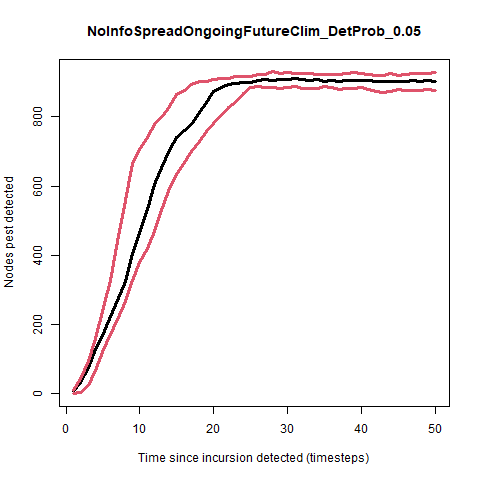 NoInfoSpreadOngoingFutureClim_DetProb_0.05
Nodes pest detected
800
600
400
200
0
0 10 20 30 40 50
Time since incursion detected (timesteps)